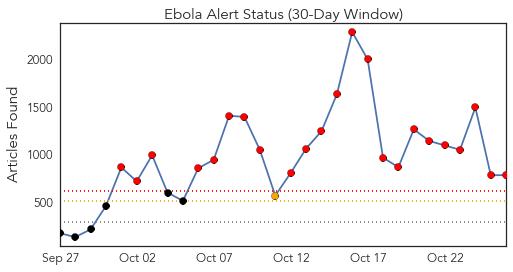 Ebola Alert Status (30-Day Window)
Articles Found
2000
1500
1000
500
Sep 27 Oct 02 Oct 07 Oct 12 Oct 17 Oct 22